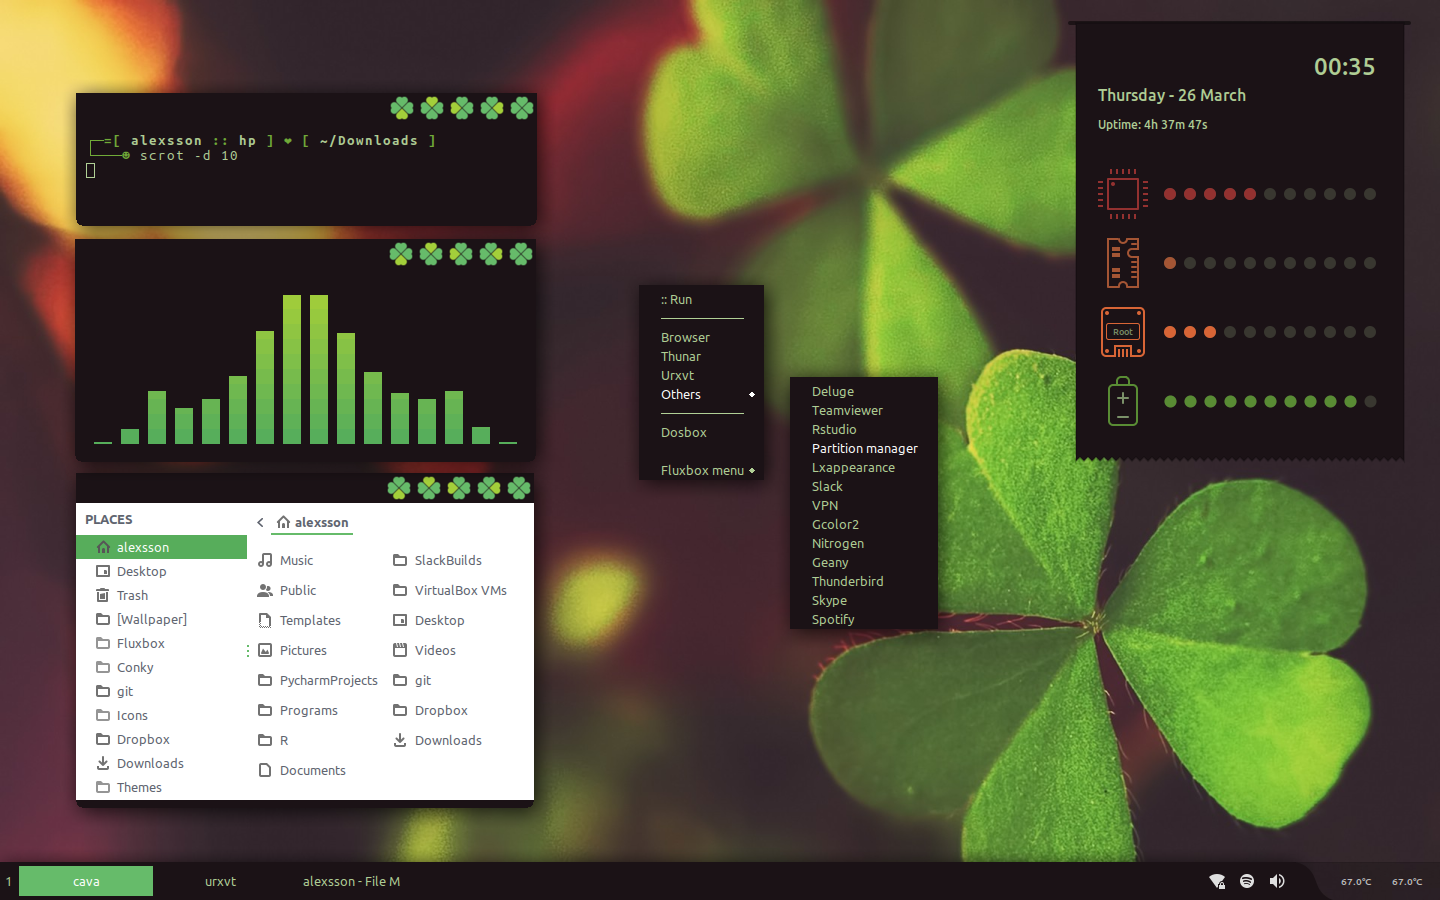 =[ alexsson :: hp ] ❤ [ ~/Downloads ]
scrot -d 10
PLACES
alexsson
Desktop
Trash
[Wallpaper]
Fluxbox
Conky
git
Icons
Dropbox
Downloads
Themes
alexsson
Music
Public
Templates
Pictures
PycharmProjects
Programs
R
Documents
SlackBuilds
VirtualBox VMs
Desktop
Videos
git
Dropbox
Downloads
:: Run
Browser
Thunar
Urxvt
Others
Dosbox
Fluxbox menu
Deluge
Teamviewer
Rstudio
Partition manager
Lxappearance
Slack
VPN
Gcolor2
Nitrogen
Geany
Thunderbird
Skype
Spotify
00:35
Thursday - 26 March
Uptime: 4h 37m 47s
Root
1 cava urxvt alexsson - File M
67.0°C 67.0°C